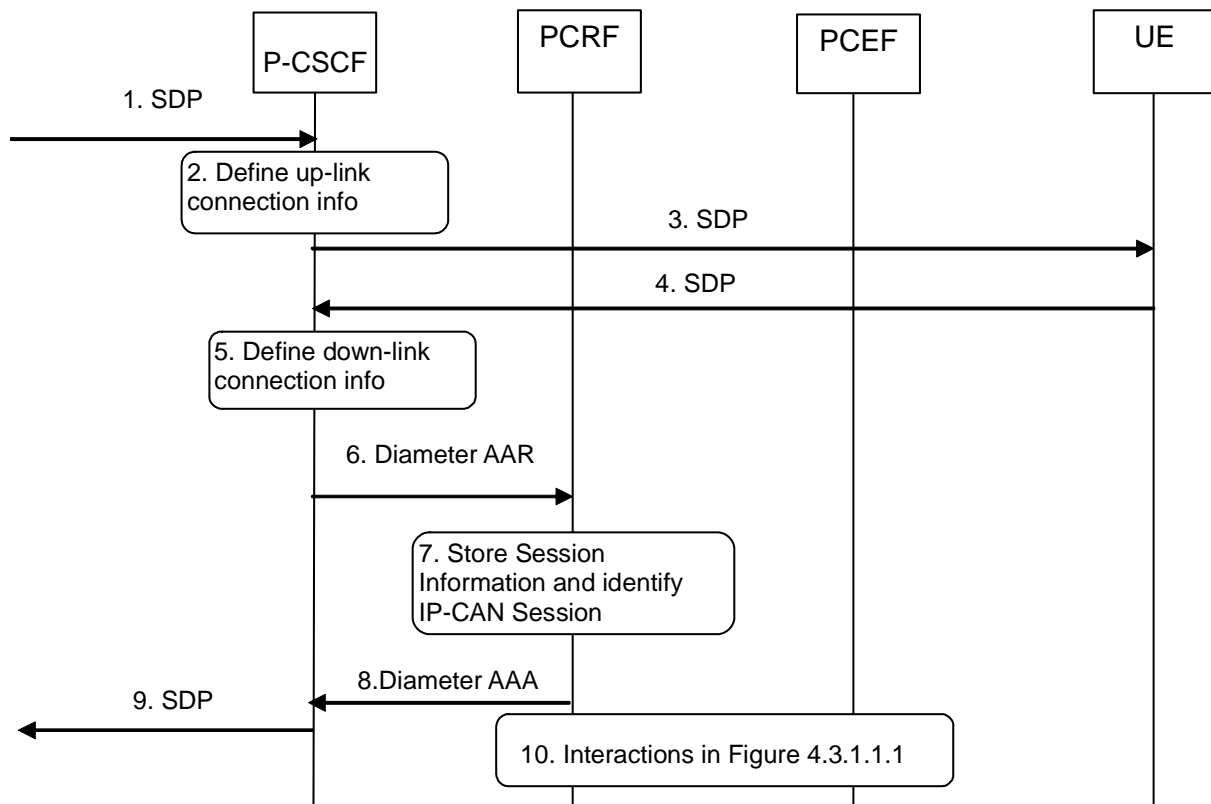 P-CSCF
PCRF
PCEF
UE
1. SDP
2. Define up-link
connection info
3. SDP
4. SDP
5. Define down-link
connection info
6. Diameter AAR
7. Store Session
Information and identify
IP-CAN Session
8.Diameter AAA
9. SDP
10. Interactions in Figure 4.3.1.1.1